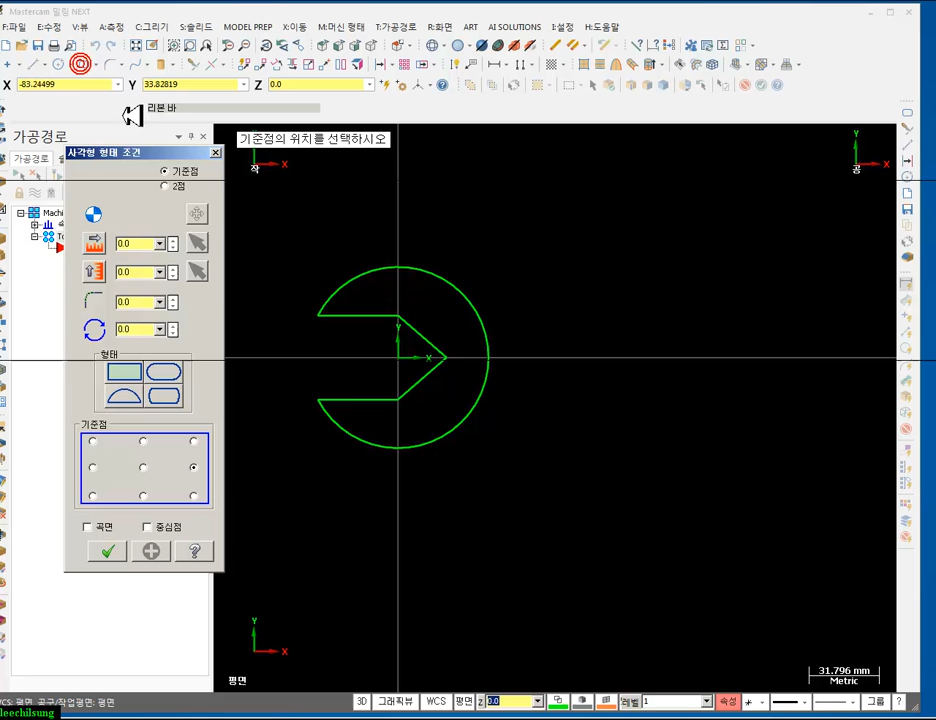 Mastercam 밀링 NEXT
F:파일 E:수정 V:뷰 A:측정 C:그리기 S:솔리드 MODEL PREP X:이동 M:머신 형태 T:가공경로 R:화면 ART AI SOLUTIONS I:설정 H:도움말
X -83.24499 Y 33.82819 Z 0.0
리본 바
가공경로
기준점의 위치를 선택하시오
사각형 형태 조건
가공경로
기준점
2점
Machi
0.0
0.0
0.0
0.0
형태
기준점
곡면 중심점
Y
X
작
Y
X
공
Y
X
Y
X
평면
31.796 mm
Metric
WCS: 평면 공구/작업평면: 평면
3D 그래픽뷰 WCS 평면 Z 0.0 레벨 1 속성 그룹 ?
leechilsung